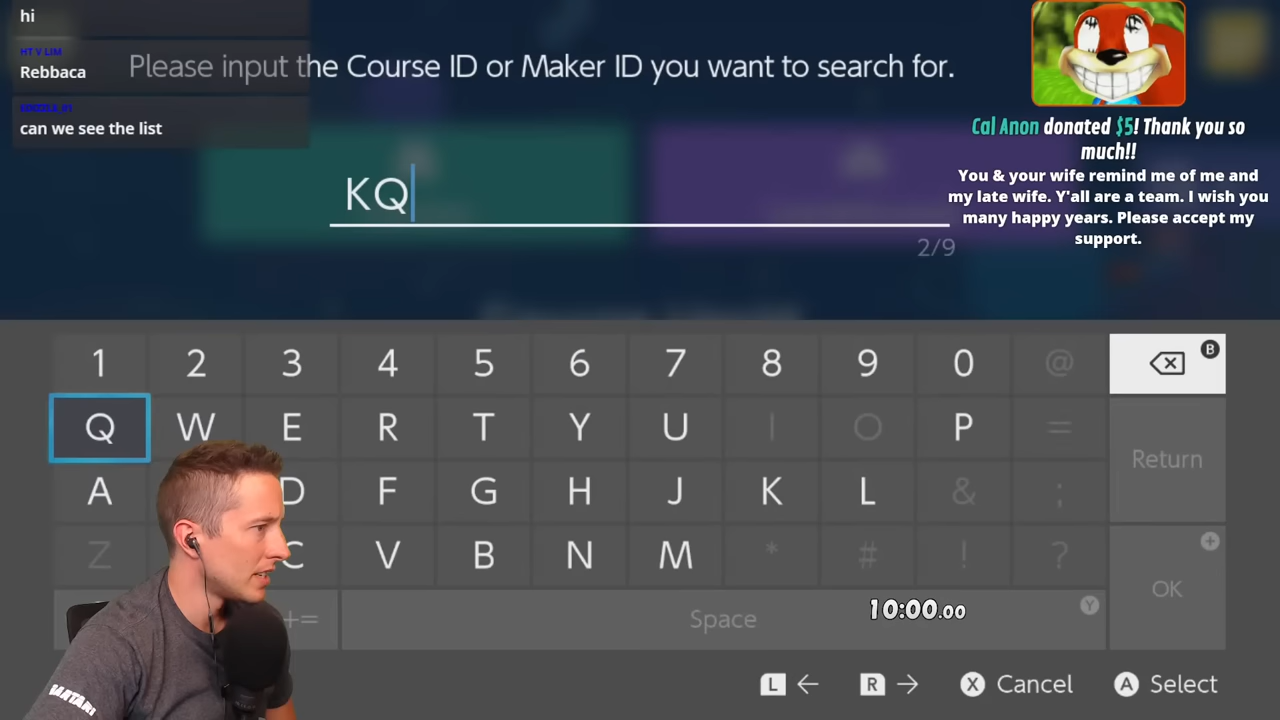 hi
HT V LIM
Rebbaca
can we see the list
Please input the Course ID or Maker ID you want to search for.
KQ
2/9
Cal Anon donated $5! Thank you so
much!!
You & your wife remind me of me and
my late wife. Y'all are a team. I wish you
many happy years. Please accept my
support.
1 2 3 4 5 6 7 8 9 0 @ B
Q W E R T Y U I O P =
Return
A D F G H J K L & ;
Z C V B N M * # ! ? +
OK
+= Space Y
10:00.00
L ← R → X Cancel A Select